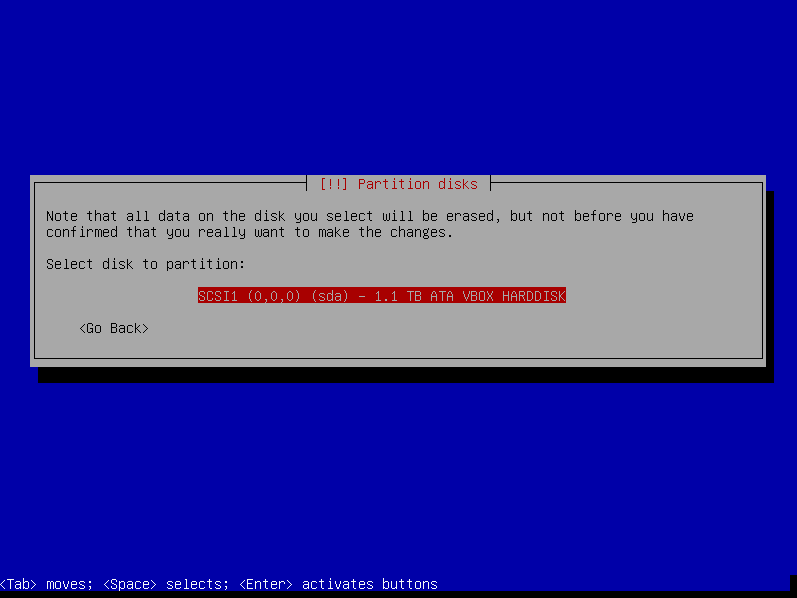 [!!] Partition disks
Note that all data on the disk you select will be erased, but not before you have
confirmed that you really want to make the changes.
Select disk to partition:
SCSI1 (0,0,0) (sda) – 1.1 TB ATA VBOX HARDDISK
<Go Back>
<Tab> moves; <Space> selects; <Enter> activates buttons